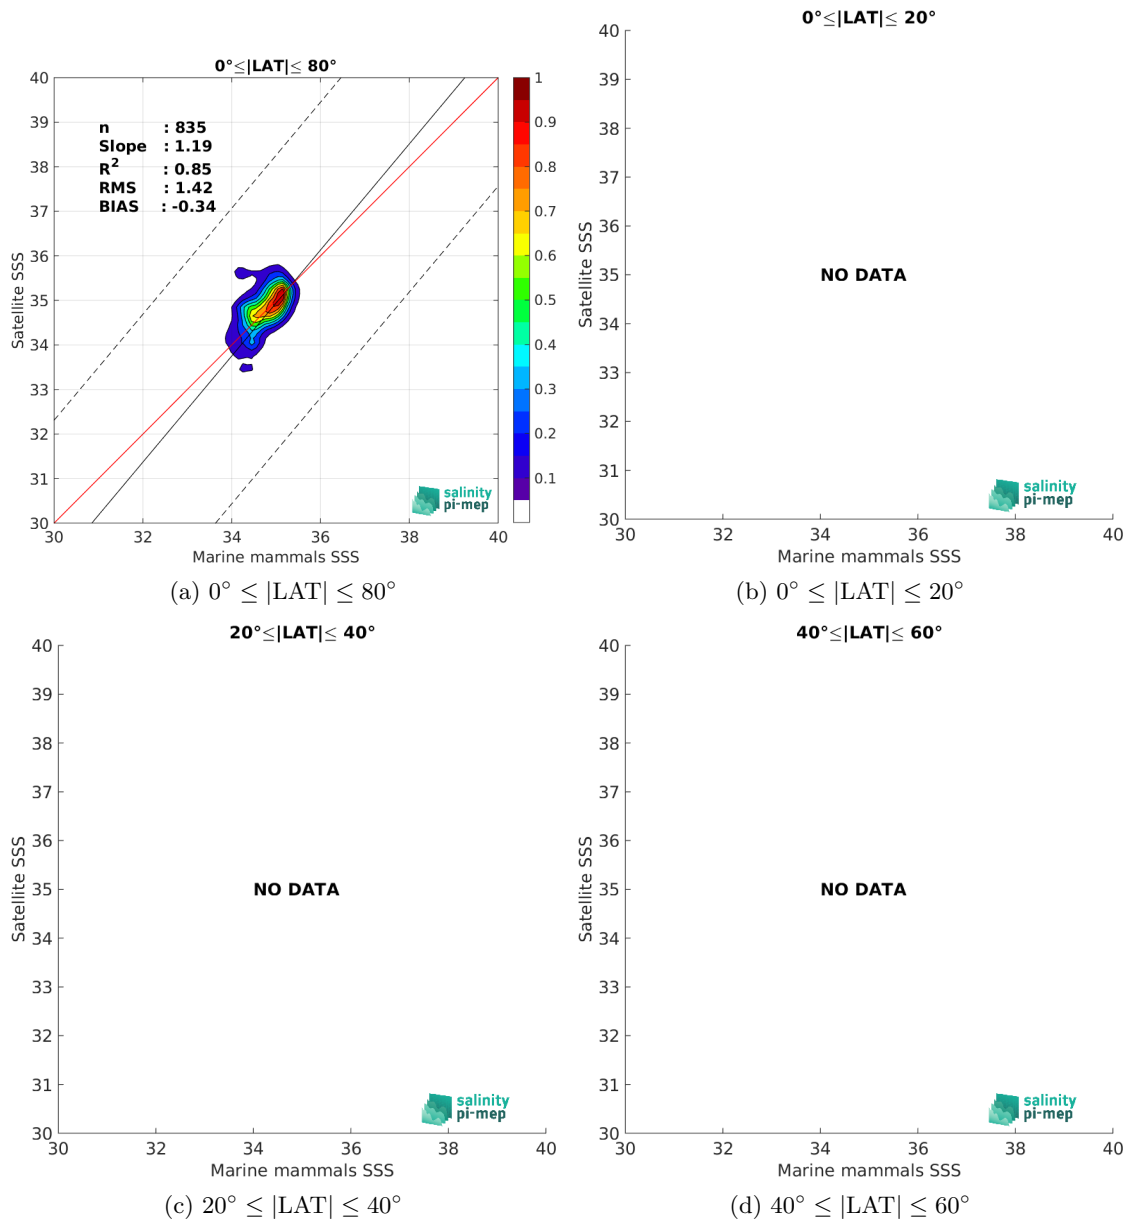 0°≤|LAT|≤ 80°
n : 835
Slope : 1.19
R² : 0.85
RMS : 1.42
BIAS : -0.34
40
39
38
37
36
35
34
33
32
31
30
30
32
34
36
38
40
Satellite SSS
Marine mammals SSS
1
0.9
0.8
0.7
0.6
0.5
0.4
0.3
0.2
0.1
salinity
pi-mep
(a) 0° ≤ |LAT| ≤ 80°
0°≤|LAT|≤ 20°
40
39
38
37
36
35
34
33
32
31
30
30
32
34
36
38
40
Satellite SSS
NO DATA
Marine mammals SSS
salinity
pi-mep
(b) 0° ≤ |LAT| ≤ 20°
20°≤|LAT|≤ 40°
40
39
38
37
36
35
34
33
32
31
30
30
32
34
36
38
40
Satellite SSS
NO DATA
Marine mammals SSS
salinity
pi-mep
(c) 20° ≤ |LAT| ≤ 40°
40°≤|LAT|≤ 60°
40
39
38
37
36
35
34
33
32
31
30
30
32
34
36
38
40
Satellite SSS
NO DATA
Marine mammals SSS
salinity
pi-mep
(d) 40° ≤ |LAT| ≤ 60°